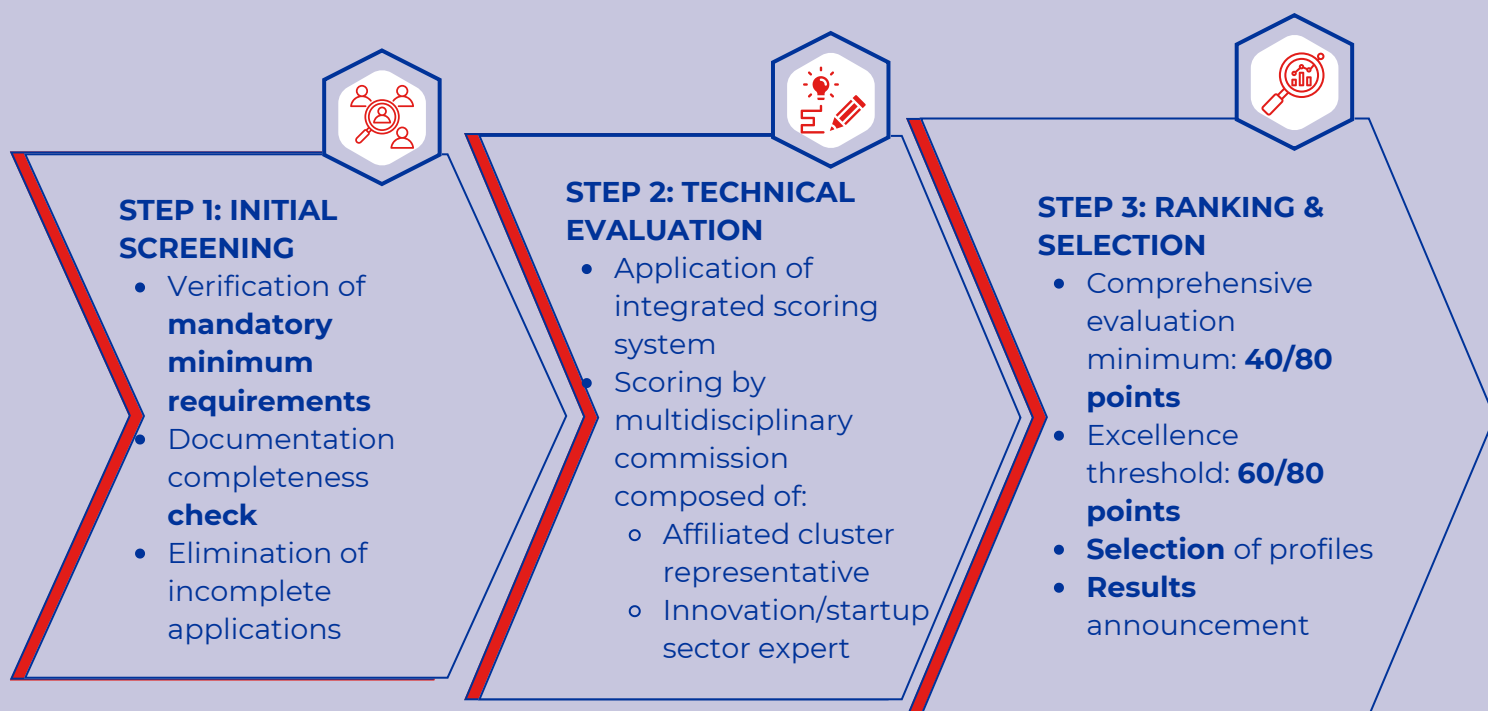 STEP 1: INITIAL
SCREENING
• Verification of
mandatory
minimum
requirements
• Documentation
completeness
check
• Elimination of
incomplete
applications
STEP 2: TECHNICAL
EVALUATION
• Application of
integrated scoring
system
• Scoring by
multidisciplinary
commission
composed of:
○ Affiliated cluster
representative
○ Innovation/startup
sector expert
STEP 3: RANKING &
SELECTION
• Comprehensive
evaluation
minimum: 40/80
points
• Excellence
threshold: 60/80
points
• Selection of profiles
• Results
announcement